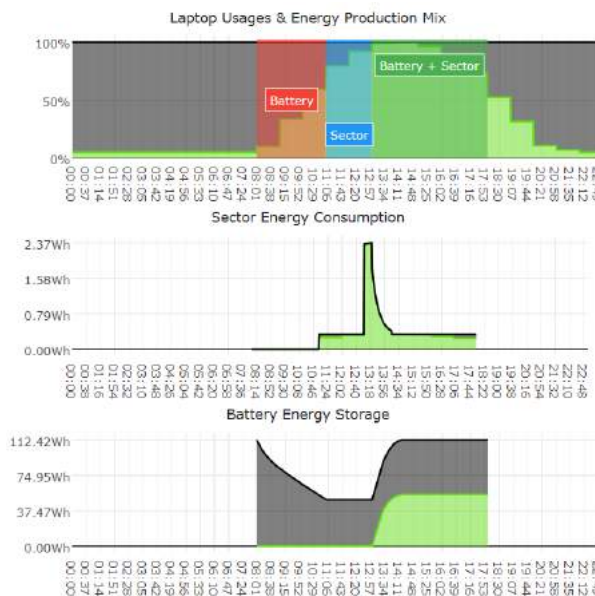 Laptop Usages & Energy Production Mix
100%
Battery + Sector
Battery
50%
Sector
0%
00:00 00:37 01:14 01:51 02:28 03:05 03:42 04:19 04:56 05:33 06:10 06:47 07:24 08:01 08:38 09:15 09:52 10:29 11:06 11:43 12:20 12:57 13:34 14:11 14:48 15:25 16:02 16:39 17:16 17:53 18:30 19:07 19:44 20:21 20:58 21:35 22:12
Sector Energy Consumption
2.37Wh
1.58Wh
0.79Wh
0.00Wh
00:00 00:38 01:16 01:54 02:32 03:10 03:48 04:26 05:04 05:42 06:20 06:58 07:36 08:14 08:52 09:30 10:08 10:46 11:24 12:02 12:40 13:18 13:56 14:34 15:12 15:50 16:28 17:06 17:44 18:22 19:00 19:38 20:16 20:54 21:32 22:10 22:48
Battery Energy Storage
112.42Wh
74.95Wh
37.47Wh
0.00Wh
00:00 00:37 01:14 01:51 02:28 03:05 03:42 04:19 04:56 05:33 06:10 06:47 07:24 08:01 08:38 09:15 09:52 10:29 11:06 11:43 12:20 12:57 13:34 14:11 14:48 15:25 16:02 16:39 17:16 17:53 18:30 19:07 19:44 20:21 20:58 21:35 22:12